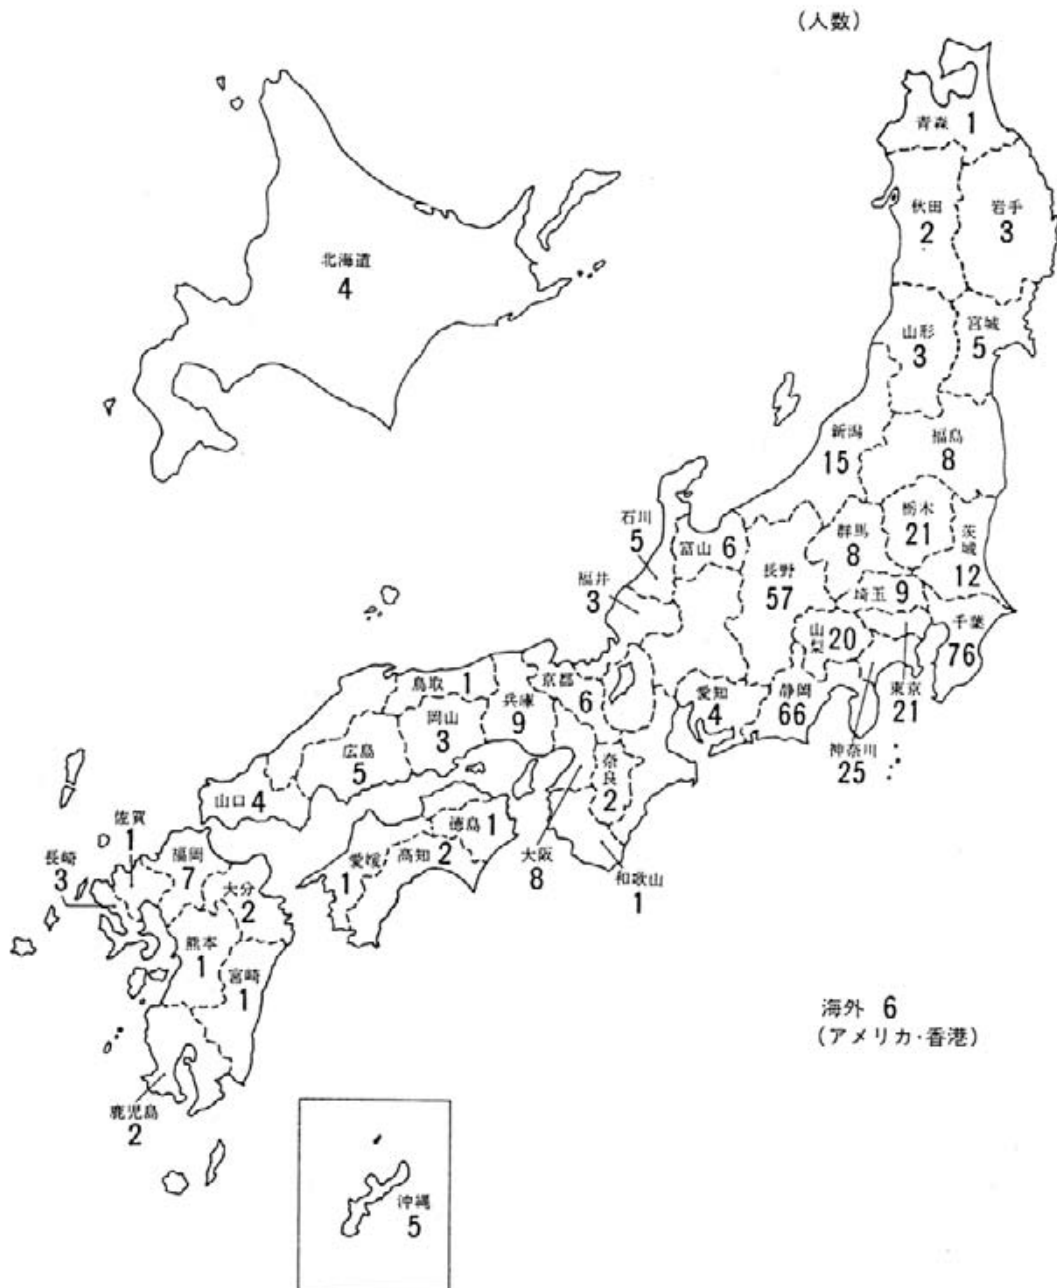 (人数)
青森 1
秋田
2
岩手
3
北海道
4
山形
3
宮城
5
新潟
15
福島
8
石川
5
富山 6
群馬
8
栃木
21
茨城
12
福井
3
長野
57
埼玉 9
千葉
76
山梨 20
鳥取 1
京都
6
兵庫
9
岡山
3
愛知
4
静岡
66
東京
21
神奈川
25
広島
5
奈良
2
山口 4
佐賀
1
徳島 1
長崎
3
福岡
7
愛媛
1
高知 2
大阪
8
和歌山
1
大分
2
熊本
1
宮崎
1
海外 6
(アメリカ・香港)
鹿児島
2
沖縄
5